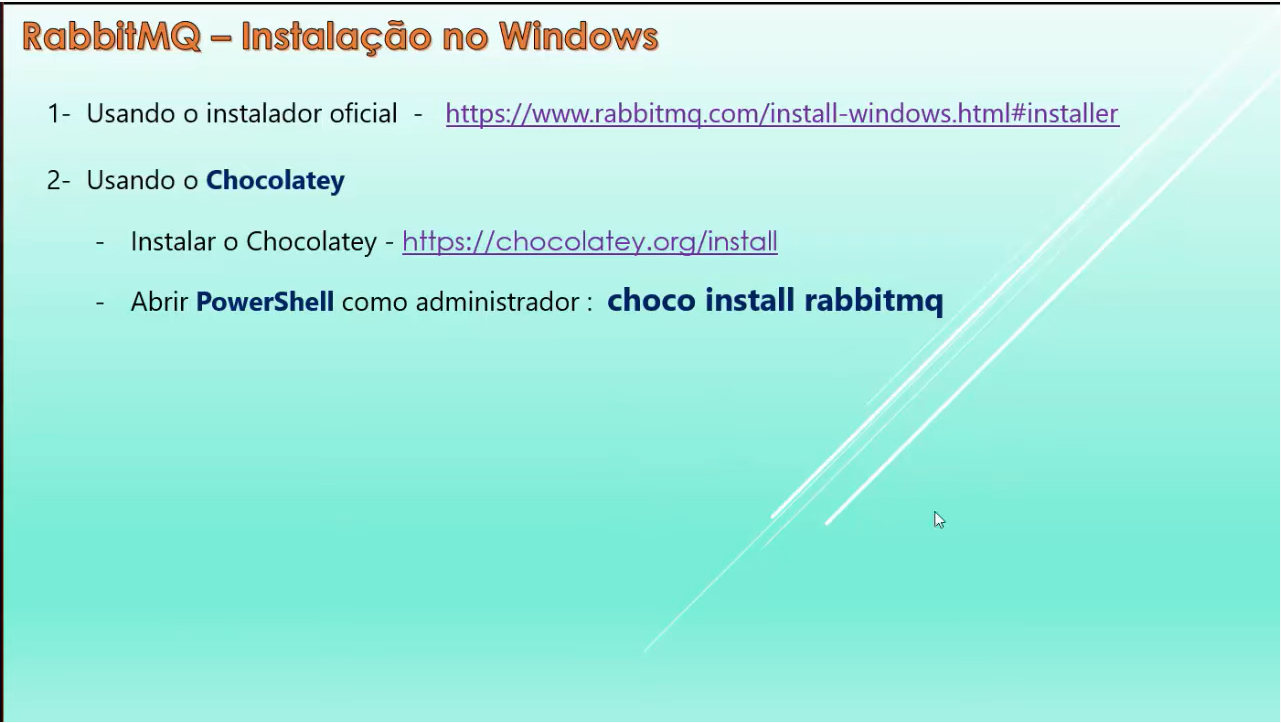 RabbitMQ – Instalação no Windows
1- Usando o instalador oficial - https://www.rabbitmq.com/install-windows.html#installer
2- Usando o Chocolatey
- Instalar o Chocolatey - https://chocolatey.org/install
- Abrir PowerShell como administrador : choco install rabbitmq